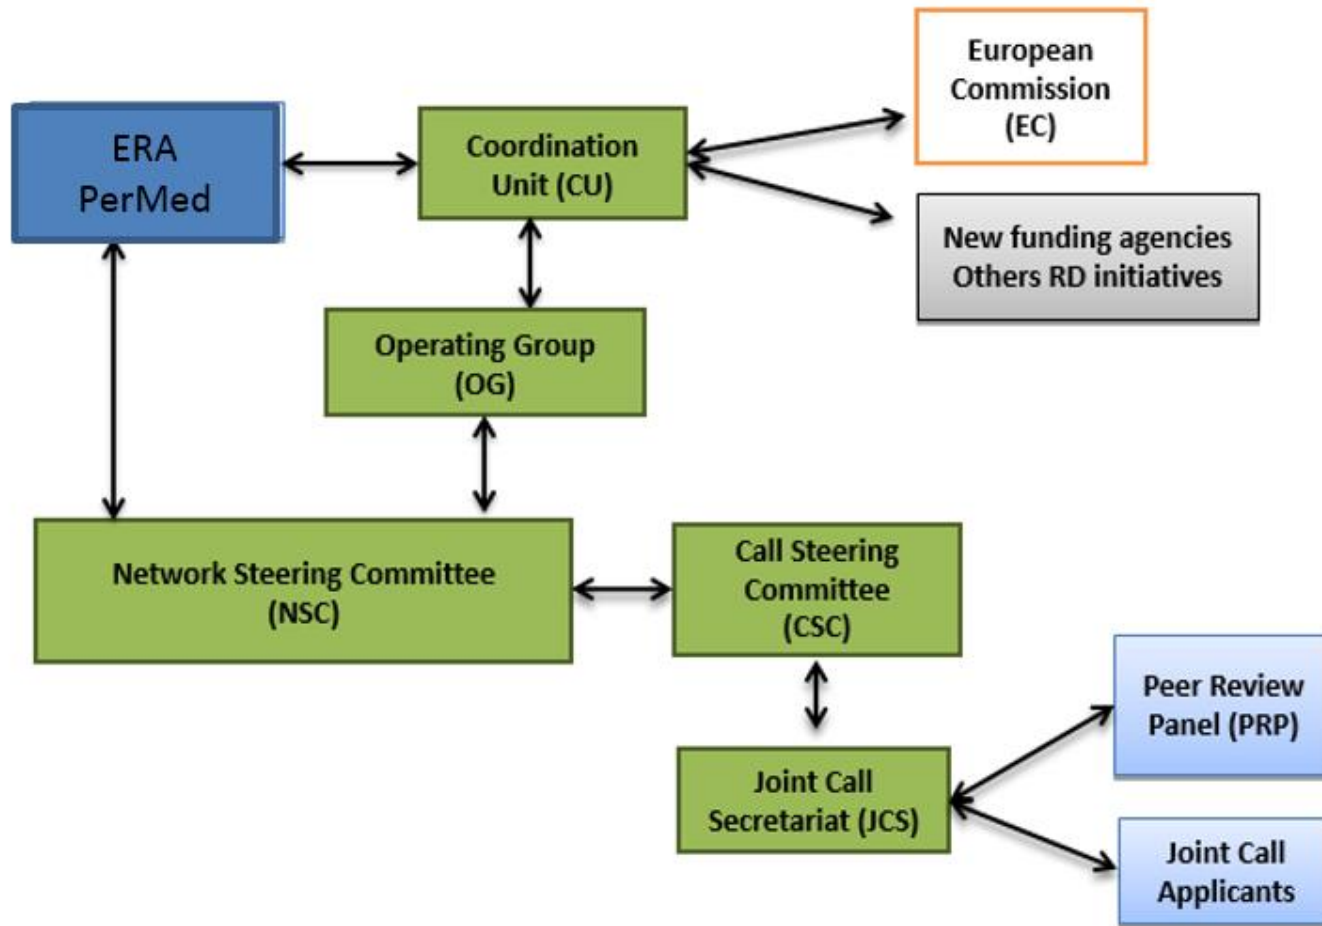 ERA
PerMed
Coordination
Unit (CU)
European
Commission
(EC)
New funding agencies
Others RD initiatives
Operating Group
(OG)
Network Steering Committee
(NSC)
Call Steering
Committee
(CSC)
Peer Review
Panel (PRP)
Joint Call
Secretariat (JCS)
Joint Call
Applicants